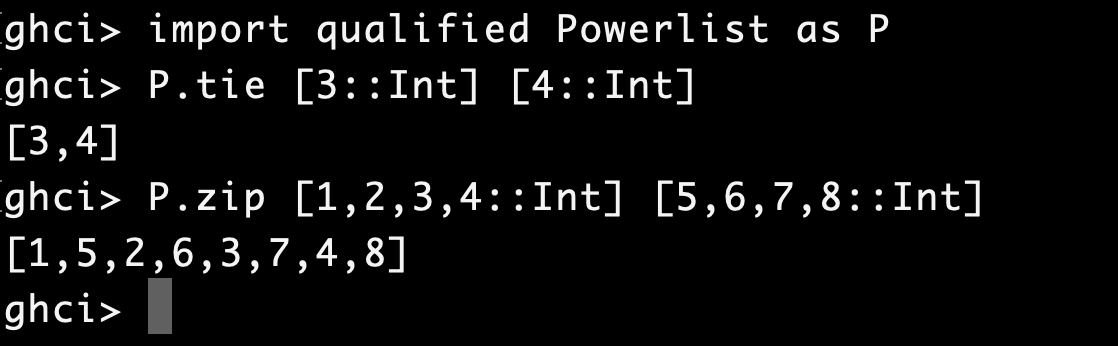 ghci> import qualified Powerlist as P
ghci> P.tie [3::Int] [4::Int]
[3,4]
ghci> P.zip [1,2,3,4::Int] [5,6,7,8::Int]
[1,5,2,6,3,7,4,8]
ghci>